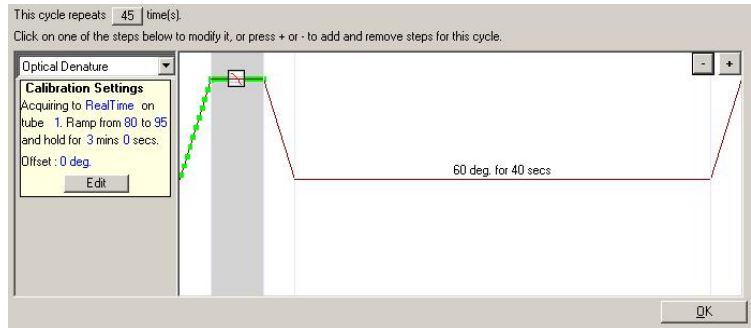 This cycle repeats 45 time(s).
Click on one of the steps below to modify it, or press + or - to add and remove steps for this cycle.
Optical Denature
Calibration Settings
Acquiring to RealTime on
tube 1. Ramp from 80 to 95
and hold for 3 mins 0 secs.
Offset : 0 deg.
Edit
- +
60 deg. for 40 secs
OK